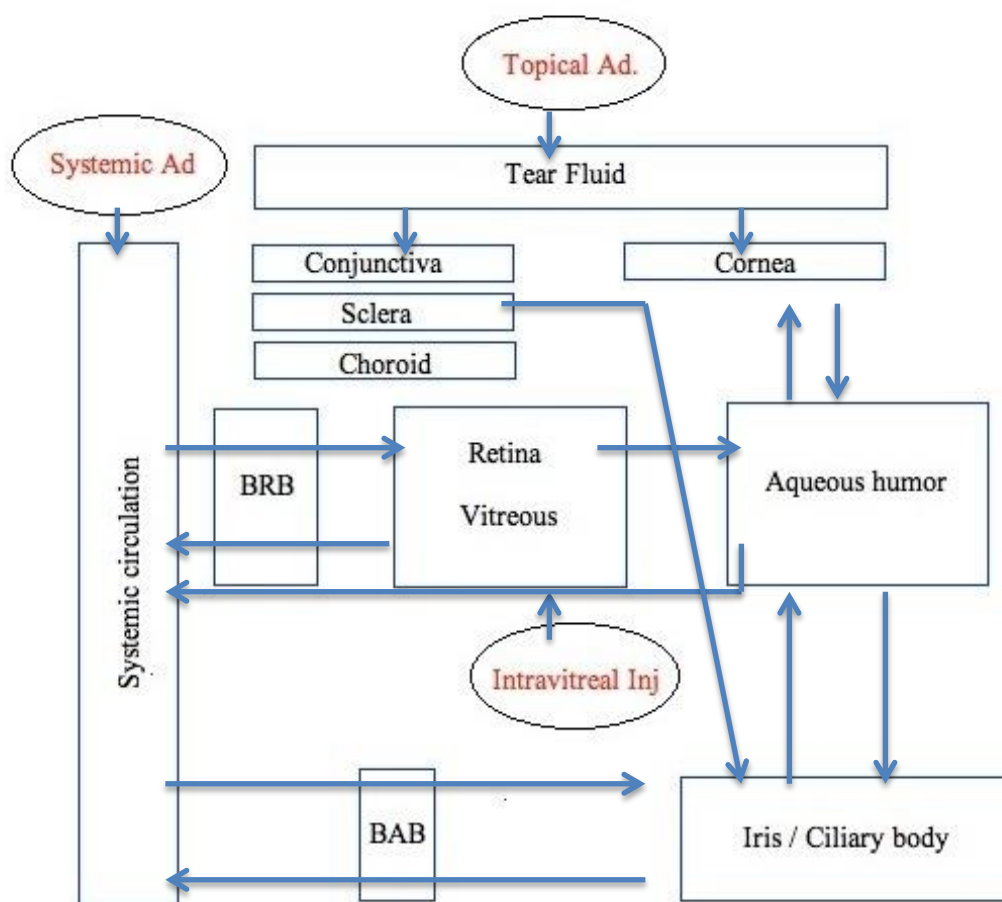 Topical Ad.
Systemic Ad
Tear Fluid
Conjunctiva
Cornea
Sclera
Choroid
Systemic circulation
BRB
Retina
Vitreous
Aqueous humor
Intravitreal Inj
BAB
Iris / Ciliary body